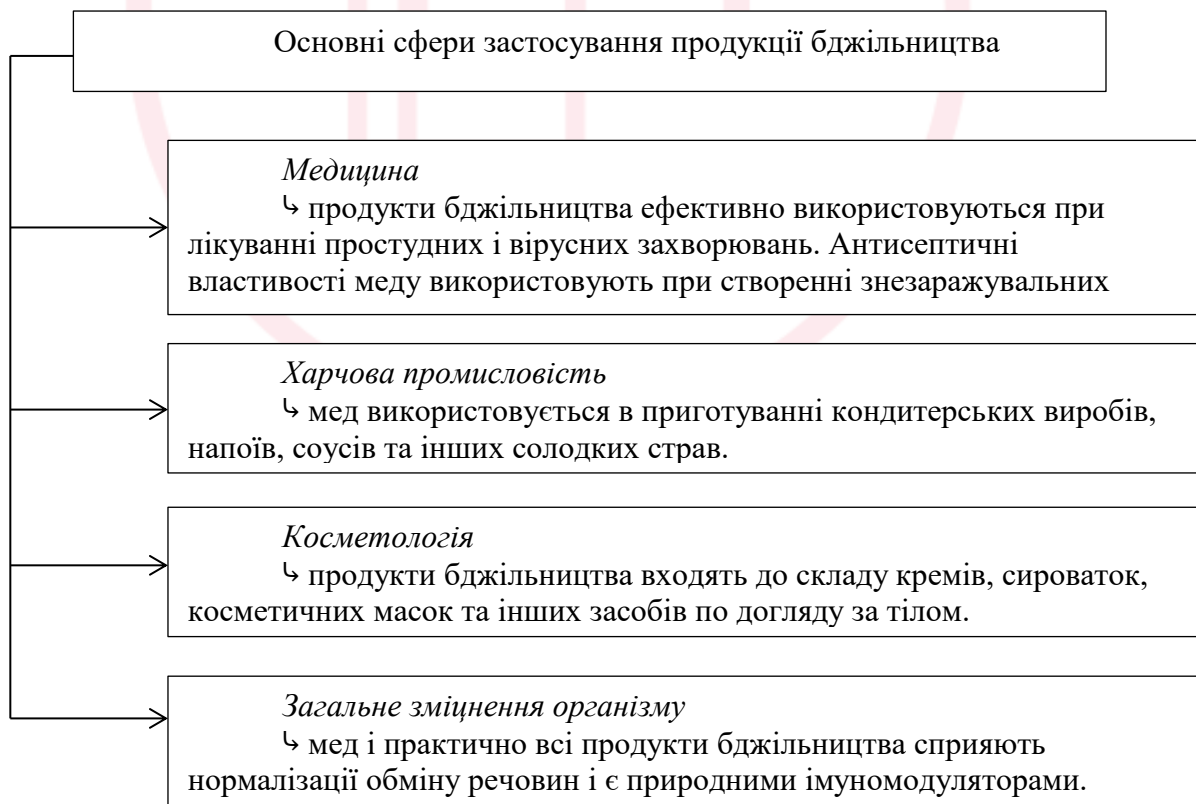 Основні сфери застосування продукції бджільництва
Медицина
⤷ продукти бджільництва ефективно використовуються при
лікуванні простудних і вірусних захворювань. Антисептичні
властивості меду використовують при створенні знезаражувальних
Харчова промисловість
⤷ мед використовується в приготуванні кондитерських виробів,
напоїв, соусів та інших солодких страв.
Косметологія
⤷ продукти бджільництва входять до складу кремів, сироваток,
косметичних масок та інших засобів по догляду за тілом.
Загальне зміцнення організму
⤷ мед і практично всі продукти бджільництва сприяють
нормалізації обміну речовин і є природними імуномодуляторами.